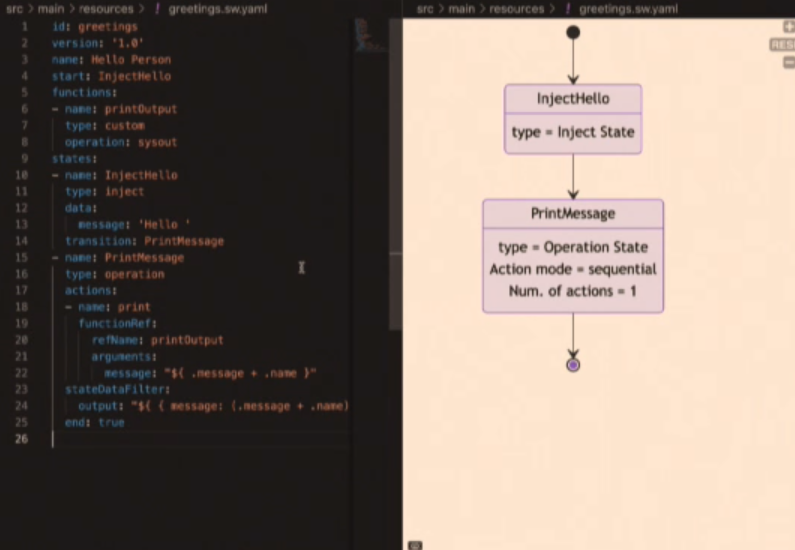 src > main > resources > ! greetings.sw.yaml
1 id: greetings
2 version: '1.0'
3 name: Hello Person
4 start: InjectHello
5 functions:
6 - name: printOutput
7 type: custom
8 operation: sysout
9 states:
10 - name: InjectHello
11 type: inject
12 data:
13 message: 'Hello '
14 transition: PrintMessage
15 - name: PrintMessage
16 type: operation
17 actions:
18 - name: print
19 functionRef:
20 refName: printOutput
21 arguments:
22 message: "${ .message + .name }"
23 stateDataFilter:
24 output: "${ { message: (.message + .name)
25 end: true
26
src > main > resources > ! greetings.sw.yaml
InjectHello
type = Inject State
PrintMessage
type = Operation State
Action mode = sequential
Num. of actions = 1